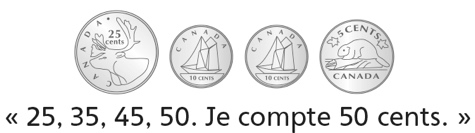 CANADA
25
cents
CANADA
10 CENTS
CANADA
10 CENTS
5 CENTS
CANADA
« 25, 35, 45, 50. Je compte 50 cents. »